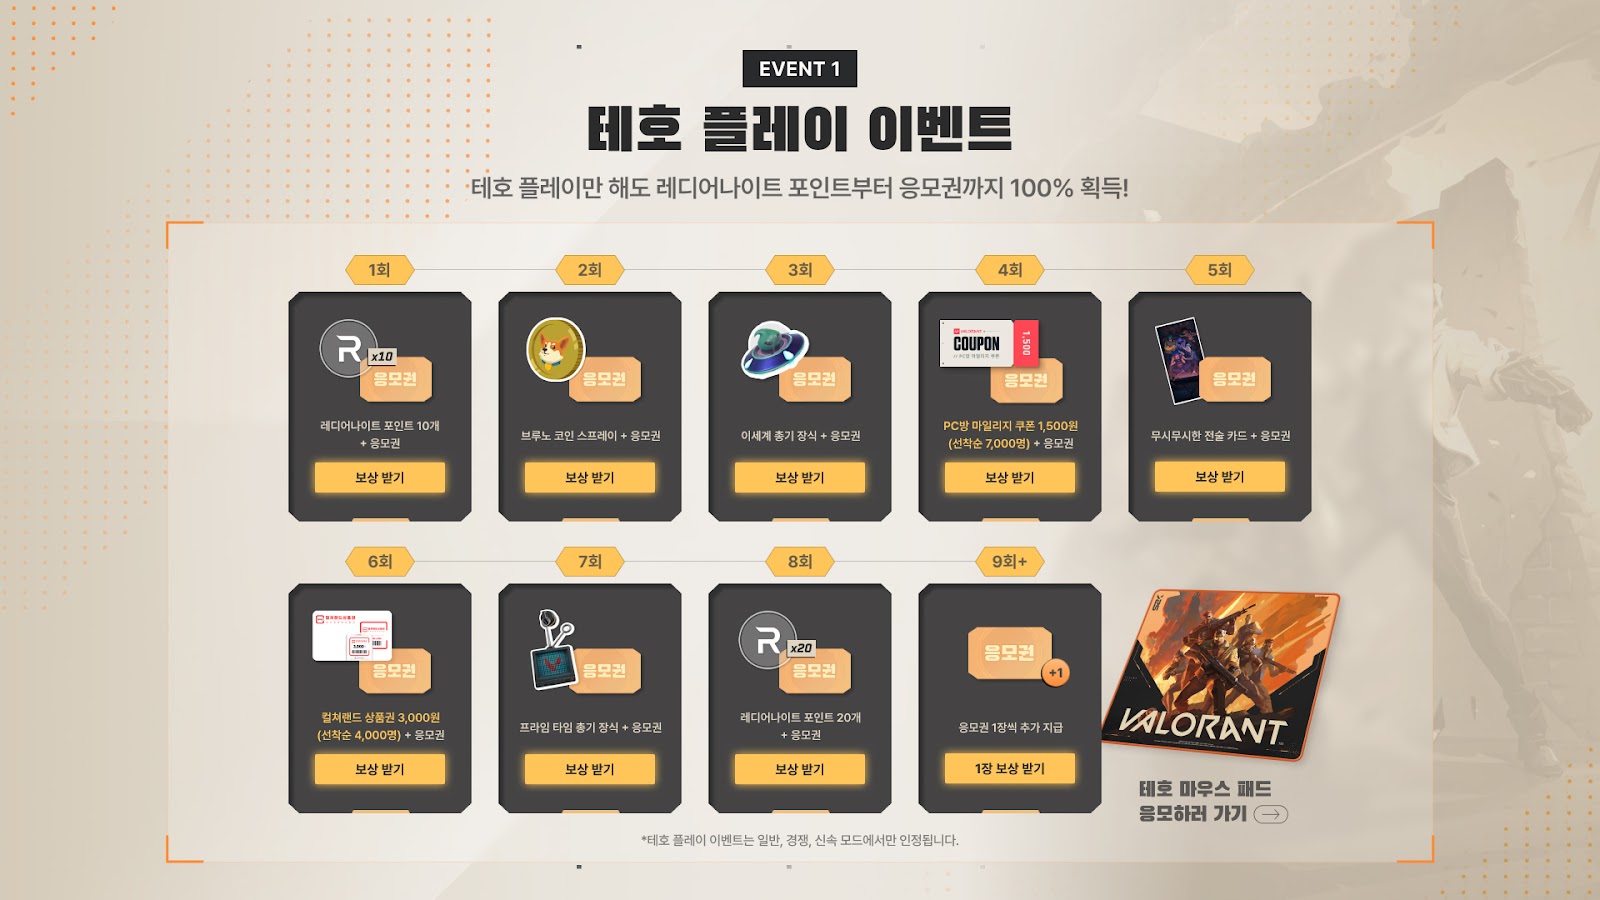 EVENT 1
테호 플레이 이벤트
테호 플레이만 해도 레디어나이트 포인트부터 응모권까지 100% 획득!
1회
2회
3회
4회
5회
R x10
응모권
응모권
응모권
COUPON
1,500
응모권
응모권
레디어나이트 포인트 10개
+ 응모권
브루노 코인 스프레이 + 응모권
이세계 총기 장식 + 응모권
PC방 마일리지 쿠폰 1,500원
(선착순 7,000명) + 응모권
무시무시한 전술 카드 + 응모권
보상 받기
보상 받기
보상 받기
보상 받기
보상 받기
6회
7회
8회
9회+
응모권
응모권
R x20
응모권
응모권
+1
컬쳐랜드 상품권 3,000원
(선착순 4,000명) + 응모권
프라임 타임 총기 장식 + 응모권
레디어나이트 포인트 20개
+ 응모권
응모권 1장씩 추가 지급
보상 받기
보상 받기
보상 받기
1장 보상 받기
VALORANT
테호 마우스 패드
응모하러 가기
*테호 플레이 이벤트는 일반, 경쟁, 신속 모드에서만 인정됩니다.